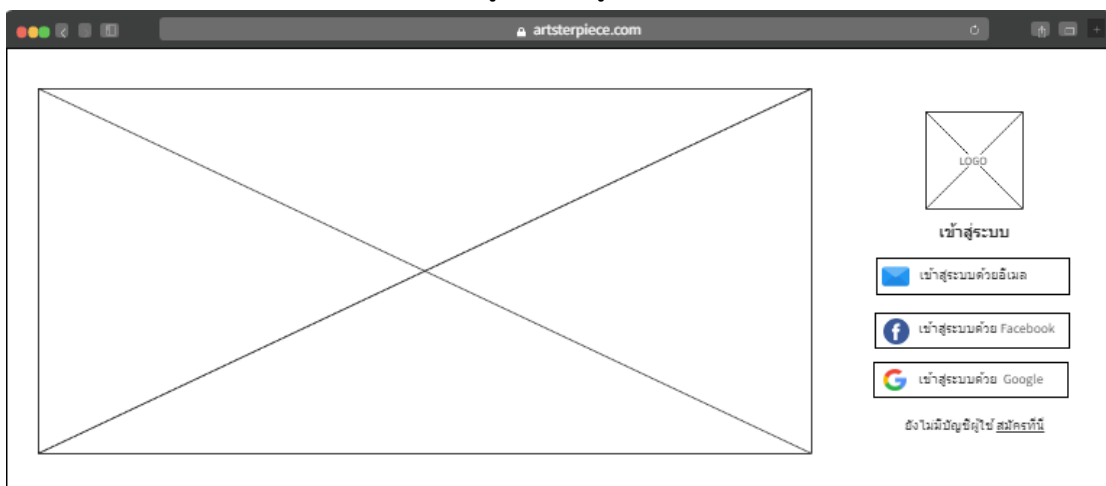 artsterpiece.com
LOGO
เข้าสู่ระบบ
เข้าสู่ระบบด้วยอีเมล
เข้าสู่ระบบด้วย Facebook
เข้าสู่ระบบด้วย Google
ยังไม่มีบัญชีผู้ใช้ สมัครที่นี่